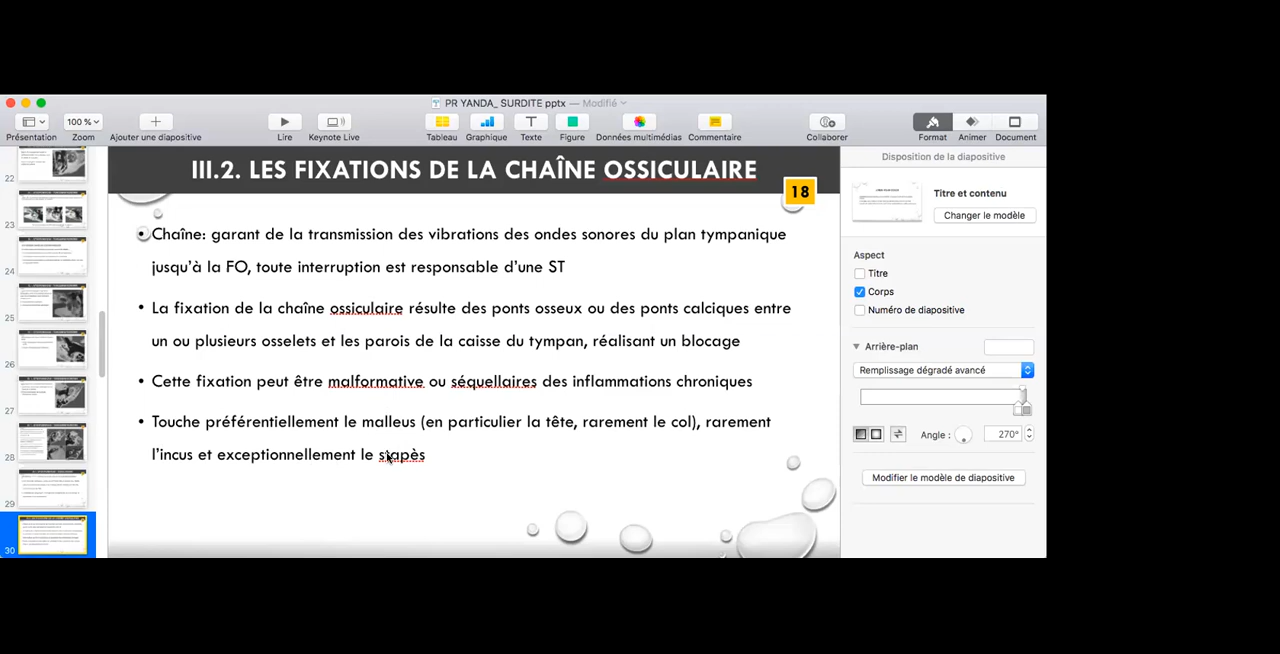 PR YANDA_ SURDITE pptx — Modifié
100 %
Présentation Zoom Ajouter une diapositive Lire Keynote Live Tableau Graphique Texte Figure Données multimédias Commentaire Collaborer Format Animer Document
III.2. LES FIXATIONS DE LA CHAÎNE OSSICULAIRE
18
• Chaîne: garant de la transmission des vibrations des ondes sonores du plan tympanique
jusqu'à la FO, toute interruption est responsable d'une ST
• La fixation de la chaîne ossiculaire résulte des ponts osseux ou des ponts calciques entre
un ou plusieurs osselets et les parois de la caisse du tympan, réalisant un blocage
• Cette fixation peut être malformative ou séquellaires des inflammations chroniques
• Touche préférentiellement le malleus (en particulier la tête, rarement le col), rarement
l'incus et exceptionnellement le stapès
22
23
24
25
26
27
28
29
30
Disposition de la diapositive
Titre et contenu
Changer le modèle
Aspect
Titre
Corps
Numéro de diapositive
Arrière-plan
Remplissage dégradé avancé
Angle : 270°
Modifier le modèle de diapositive